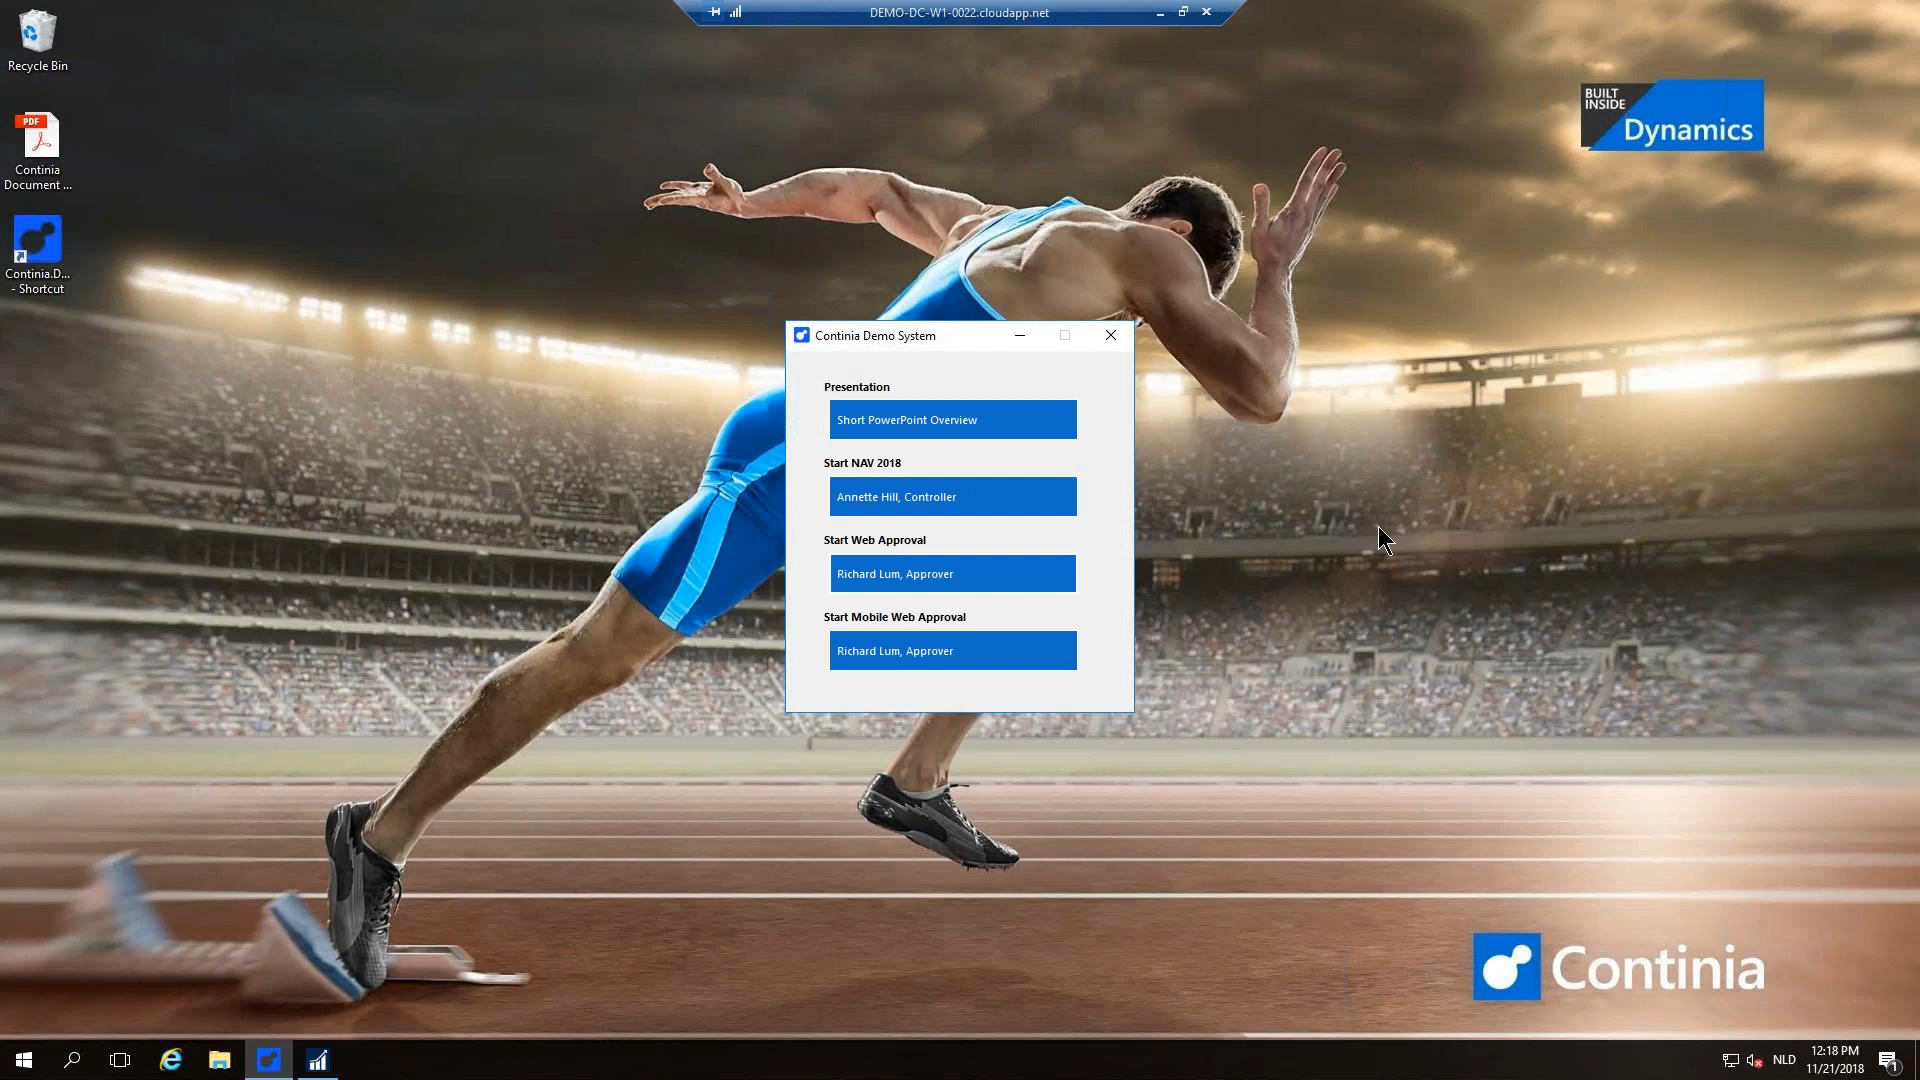 DEMO-DC-W1-0022.cloudapp.net
Recycle Bin
PDF
Continia
Document ...
Continia.D...
- Shortcut
BUILT
INSIDE
Dynamics
Continia Demo System
Presentation
Short PowerPoint Overview
Start NAV 2018
Annette Hill, Controller
Start Web Approval
Richard Lum, Approver
Start Mobile Web Approval
Richard Lum, Approver
Continia
NLD
12:18 PM
11/21/2018
1